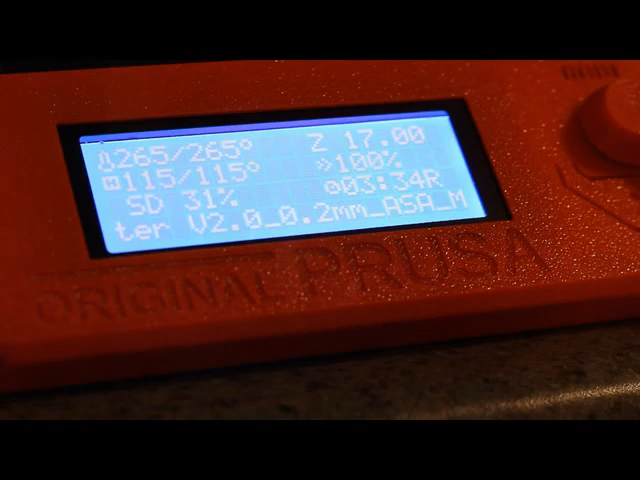 265/265° Z 17.00
115/115° 100%
SD 31% 03:34R
ter V2.0_0.2mm_ASA_M
ORIGINAL PRUSA